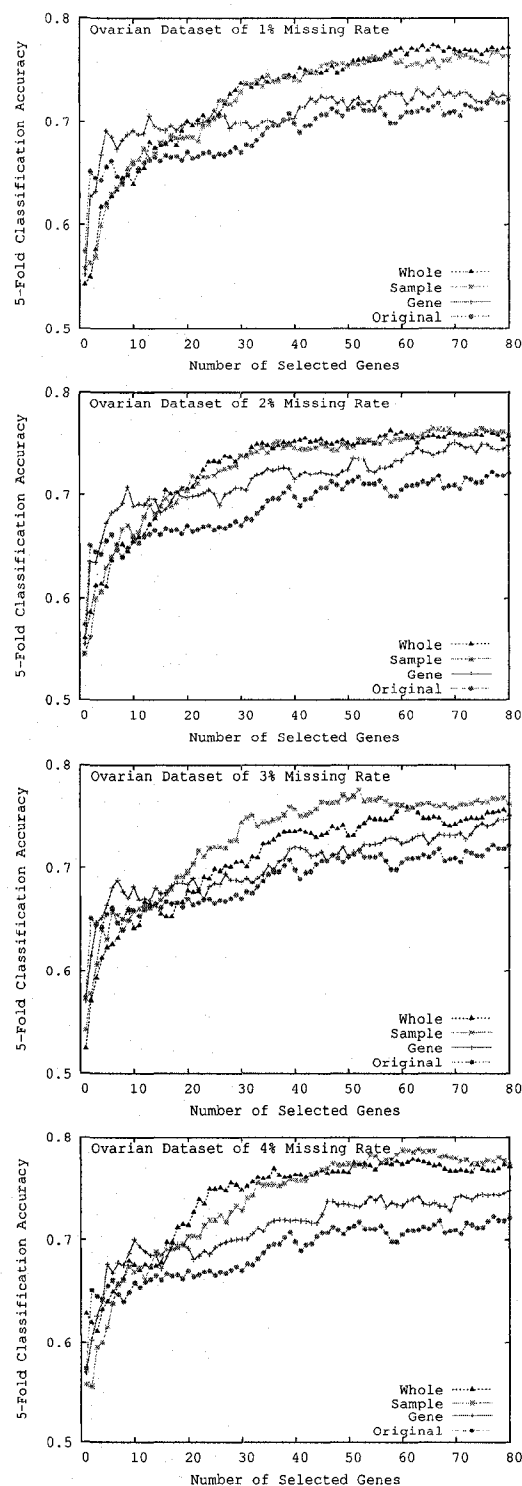 0.8
Ovarian Dataset of 1% Missing Rate
0.7
0.6
0.5
5-Fold Classification Accuracy
Whole
Sample
Gene
Original
0 10 20 30 40 50 60 70 80
Number of Selected Genes
0.8
Ovarian Dataset of 2% Missing Rate
0.7
0.6
0.5
5-Fold Classification Accuracy
Whole
Sample
Gene
Original
0 10 20 30 40 50 60 70 80
Number of Selected Genes
0.8
Ovarian Dataset of 3% Missing Rate
0.7
0.6
0.5
5-Fold Classification Accuracy
Whole
Sample
Gene
Original
0 10 20 30 40 50 60 70 80
Number of Selected Genes
0.8
Ovarian Dataset of 4% Missing Rate
0.7
0.6
0.5
5-Fold Classification Accuracy
Whole
Sample
Gene
Original
0 10 20 30 40 50 60 70 80
Number of Selected Genes